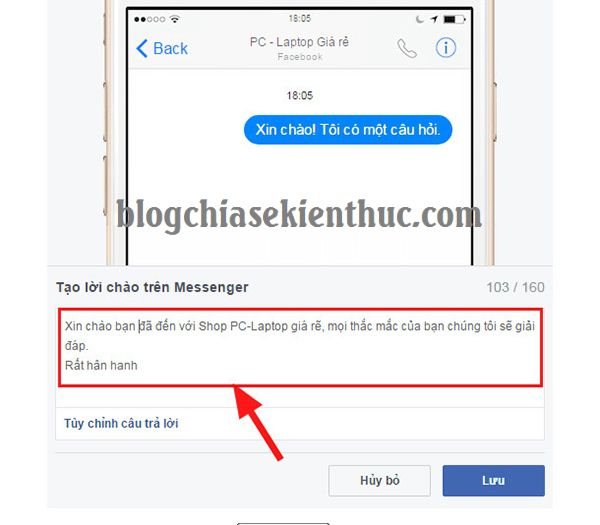 18:05
PC - Laptop Giá rẻ
Back
Facebook
18:05
Xin chào! Tôi có một câu hỏi.
blogchiasekienthuc.com
Tạo lời chào trên Messenger
103 / 160
Xin chào bạn đã đến với Shop PC-Laptop giá rẽ, mọi thắc mắc của bạn chúng tôi sẽ giải
đáp.
Rất hân hanh
Tùy chỉnh câu trả lời
Hủy bỏ
Lưu